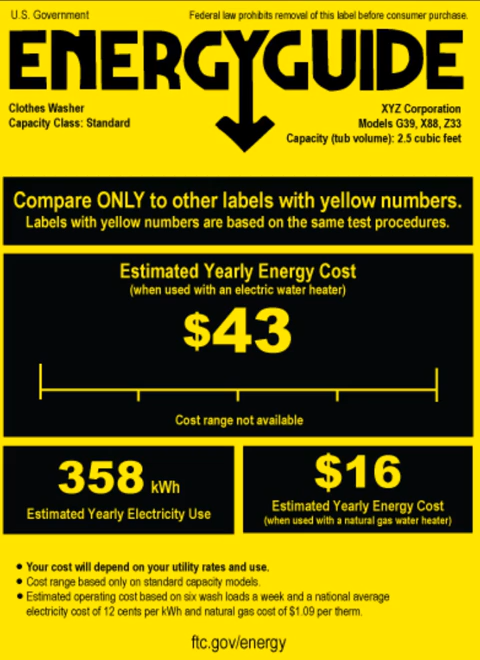 U.S. Government
Federal law prohibits removal of this label before consumer purchase.
ENERGYGUIDE
Clothes Washer
Capacity Class: Standard
XYZ Corporation
Models G39, X88, Z33
Capacity (tub volume): 2.5 cubic feet
Compare ONLY to other labels with yellow numbers.
Labels with yellow numbers are based on the same test procedures.
Estimated Yearly Energy Cost
(when used with an electric water heater)
$43
Cost range not available
358 kWh
Estimated Yearly Electricity Use
$16
Estimated Yearly Energy Cost
(when used with a natural gas water heater)
● Your cost will depend on your utility rates and use.
● Cost range based only on standard capacity models.
● Estimated operating cost based on six wash loads a week and a national average
electricity cost of 12 cents per kWh and natural gas cost of $1.09 per therm.
ftc.gov/energy